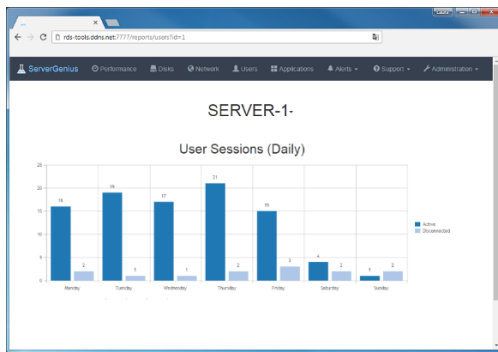 rds-tools.ddns.net:7777/reports/users?id=1
ServerGenius Performance Disks Network Users Applications Alerts Support Administration
SERVER-1-
User Sessions (Daily)
25
20
15
10
5
0
16 2 19 1 17 1 21 2 15 3 4 2 1 2
Monday Tuesday Wednesday Thursday Friday Saturday Sunday
Active
Disconnected